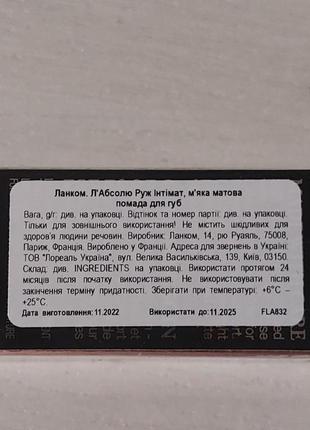 Ланком. Л'Абсолю Руж Інтімат, м'яка матова
помада для губ
Вага, g/г: див. на упаковці. Відтінок та номер партії: див. на упаковці.
Тільки для зовнішнього використання! Не містить шкідливих для
здоров'я людини речовин. Виробник: Ланком, 14, рю Руаяль, 75008,
Париж, Франція. Вироблено у Франції. Адреса для звернень в Україні:
ТОВ "Лореаль Україна", вул. Велика Васильківська, 139, Київ, 03150.
Склад: див. INGREDIENTS на упаковці. Використати протягом 24
місяців після початку використання. Не використовувати після
закінчення терміну придатності. Зберігати при температурі: +6°C –
+25°C.
Дата виготовлення:11.2022 Використати до:11.2025 FLA832